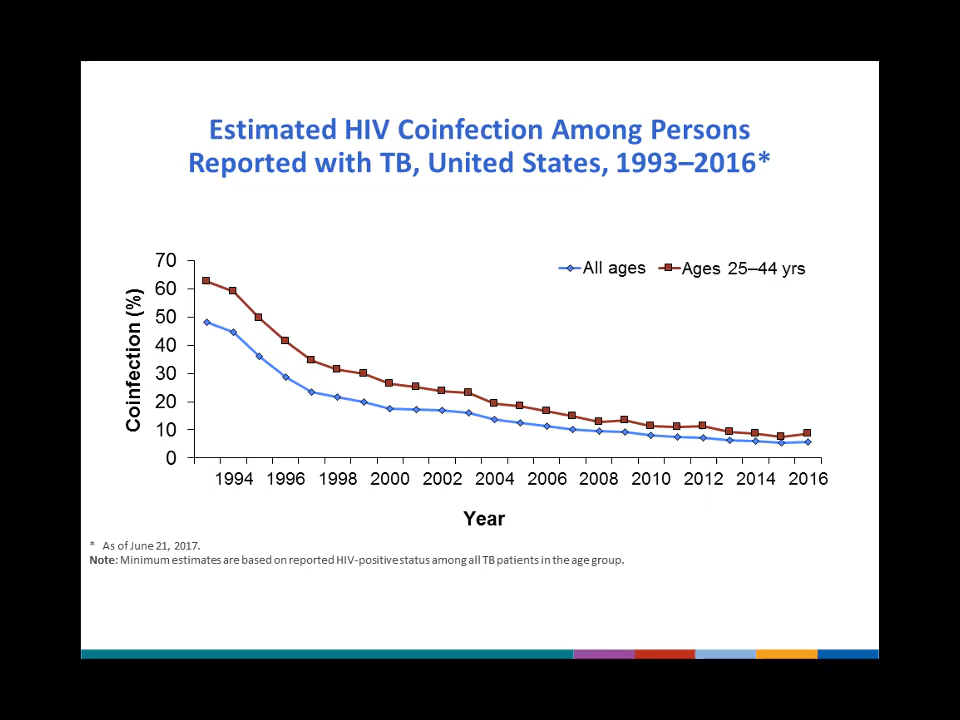 Estimated HIV Coinfection Among Persons
Reported with TB, United States, 1993–2016*
All ages
Ages 25–44 yrs
Coinfection (%)
70
60
50
40
30
20
10
0
1994 1996 1998 2000 2002 2004 2006 2008 2010 2012 2014 2016
Year
* As of June 21, 2017.
Note: Minimum estimates are based on reported HIV-positive status among all TB patients in the age group.